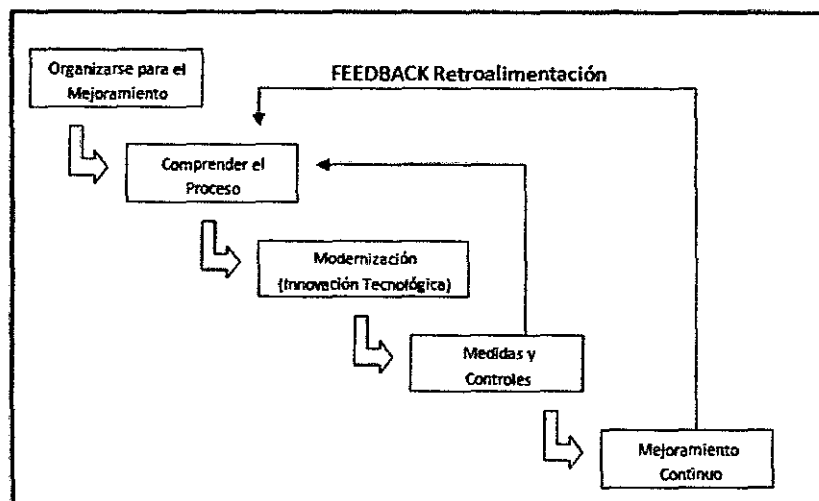 Organizarse para el
Mejoramiento
FEEDBACK Retroalimentación
Comprender el
Proceso
Modernización
(Innovación Tecnológica)
Medidas y
Controles
Mejoramiento
Continuo